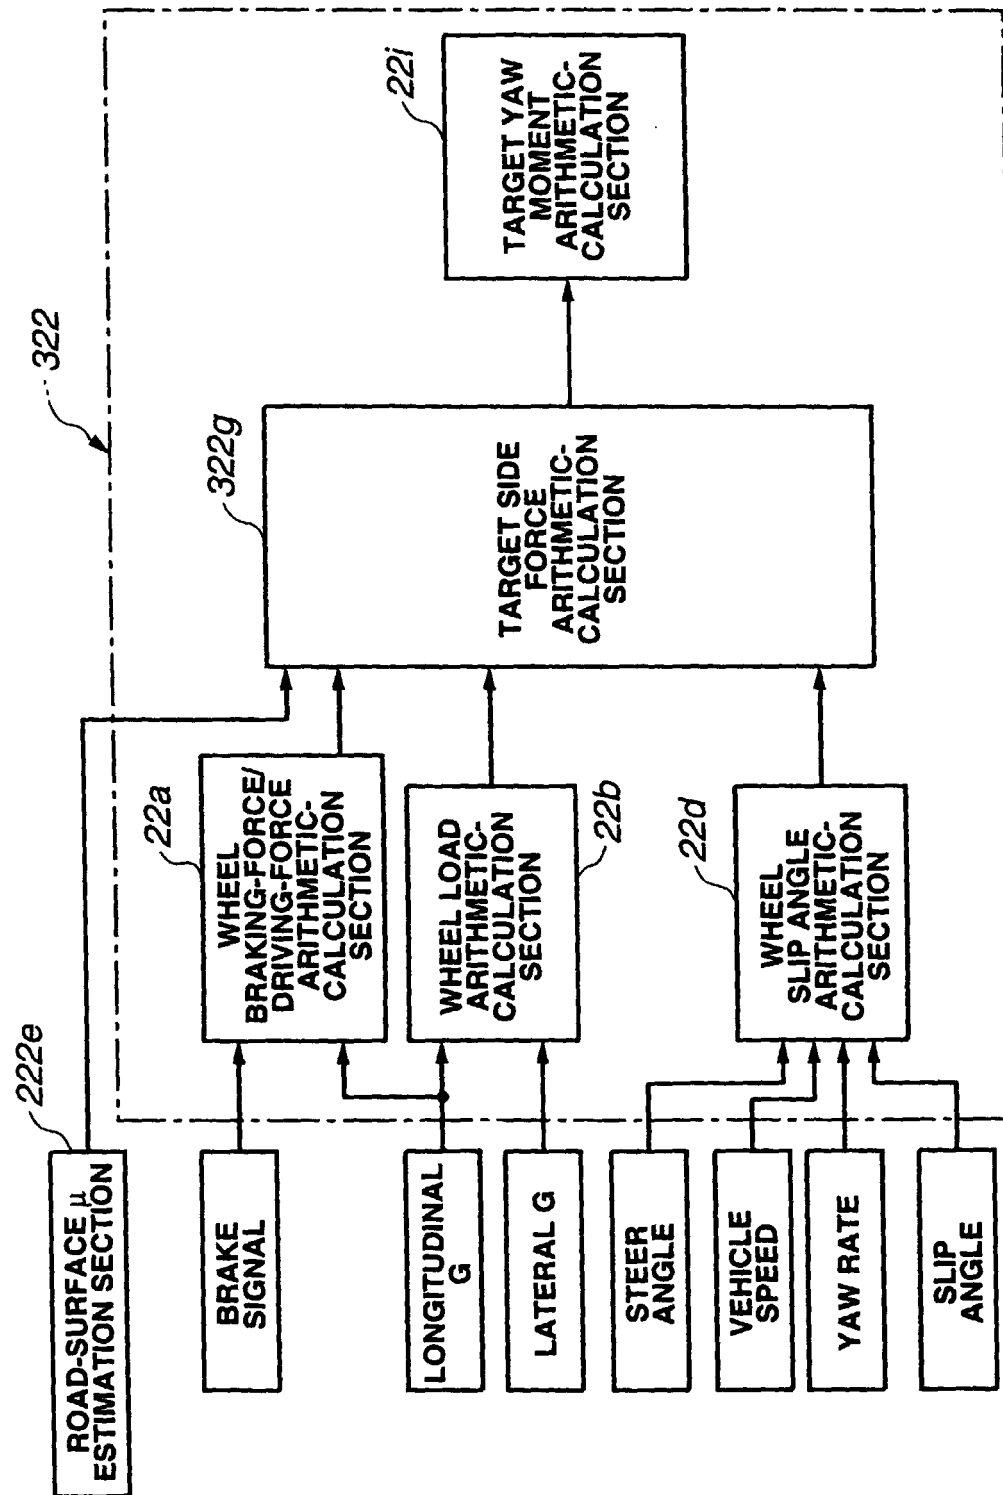 322
222e
ROAD-SURFACE μ
ESTIMATION SECTION
BRAKE
SIGNAL
LONGITUDINAL
G
LATERAL G
STEER
ANGLE
VEHICLE
SPEED
YAW RATE
SLIP
ANGLE
22a
WHEEL
BRAKING-FORCE/
DRIVING-FORCE
ARITHMETIC-
CALCULATION
SECTION
WHEEL LOAD
ARITHMETIC-
CALCULATION
SECTION
22b
22d
WHEEL
SLIP ANGLE
ARITHMETIC-
CALCULATION
SECTION
322g
TARGET SIDE
FORCE
ARITHMETIC-
CALCULATION
SECTION
22i
TARGET YAW
MOMENT
ARITHMETIC-
CALCULATION
SECTION